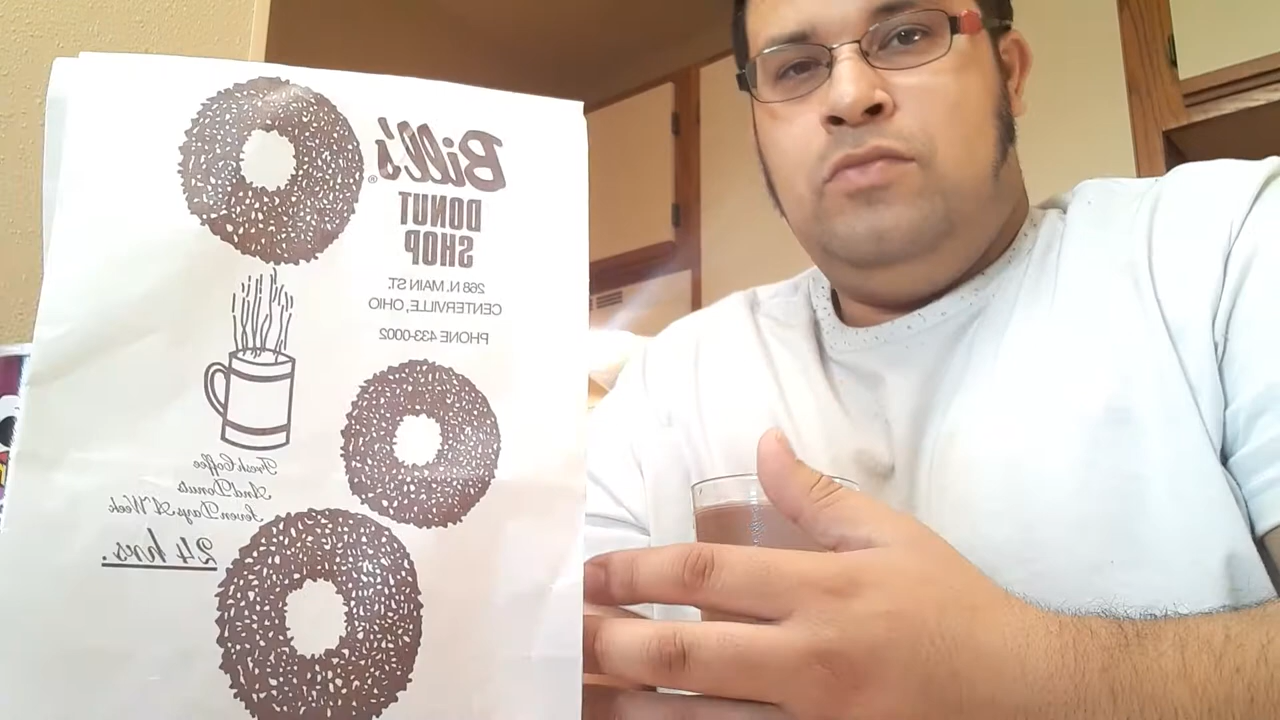 Bill's®
DONUT
SHOP
268 N. MAIN ST.
CENTERVILLE, OHIO
PHONE 433-0002
Fresh Coffee
And Donuts
Seven Days A Week
24 hrs.